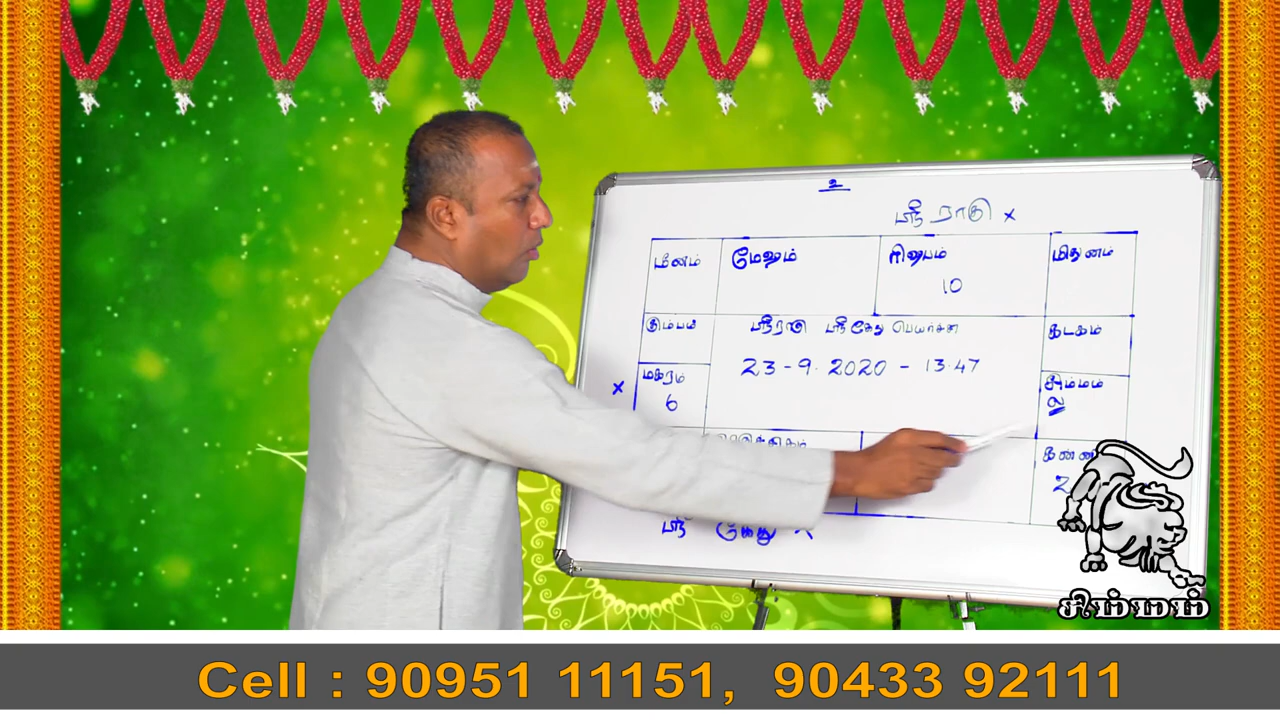 உ
ஸ்ரீ ராகு ×
மீனம் மேஷம் ரிஷபம் மிதுனம்
10
கும்பம் ஸ்ரீ ராகு ஸ்ரீ கேது பெயர்ச்சி கடகம்
23-9-2020 - 13.47
× மகரம் சிம்மம்
6 ல
2
ஸ்ரீ கேது
சிம்மம்
Cell : 90951 11151, 90433 92111